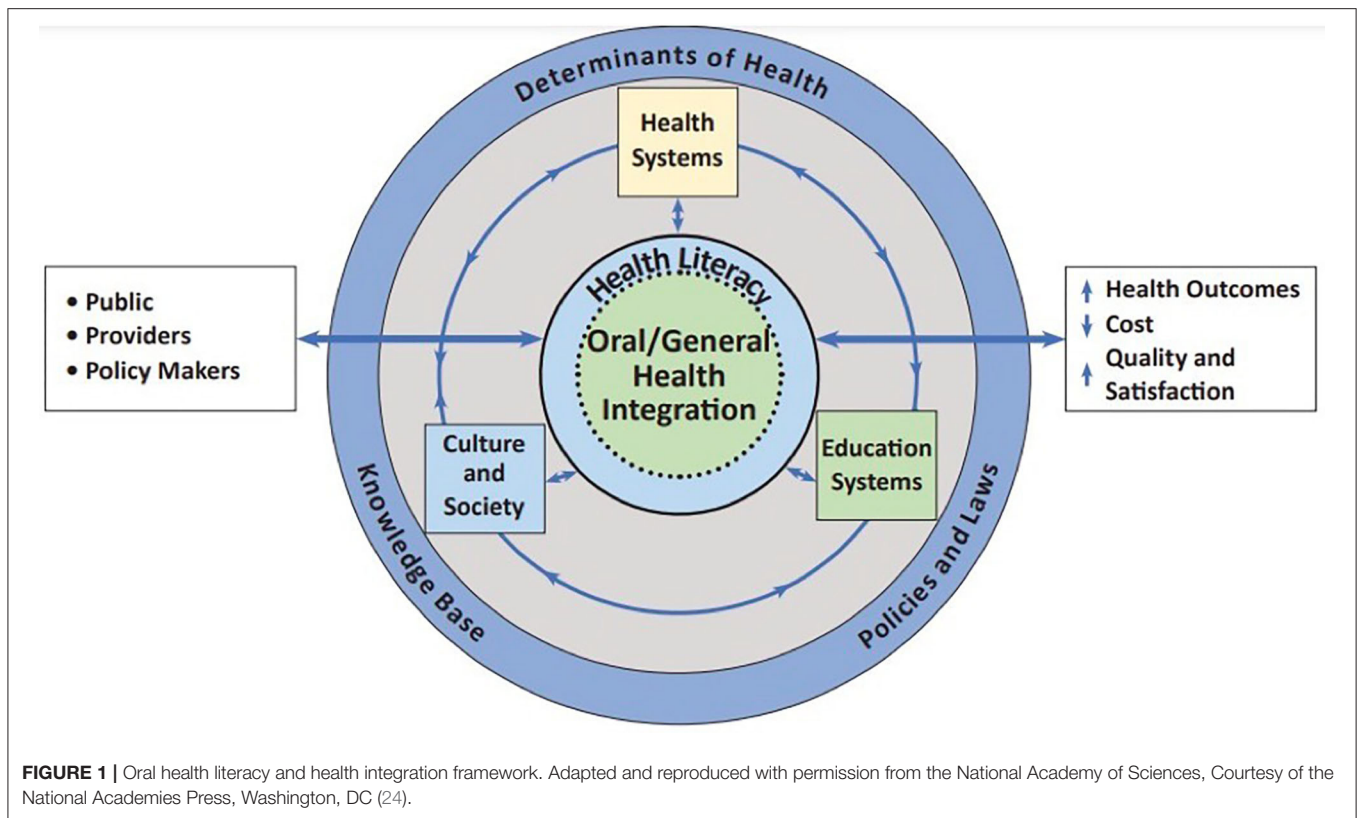 Determinants of Health
Health
Systems
Health Literacy
Oral/General
Health
Integration
• Public
• Providers
• Policy Makers
Health Outcomes
Cost
Quality and
Satisfaction
Culture
and
Society
Education
Systems
Knowledge Base
Policies and Laws
FIGURE 1 | Oral health literacy and health integration framework. Adapted and reproduced with permission from the National Academy of Sciences, Courtesy of the
National Academies Press, Washington, DC (24).